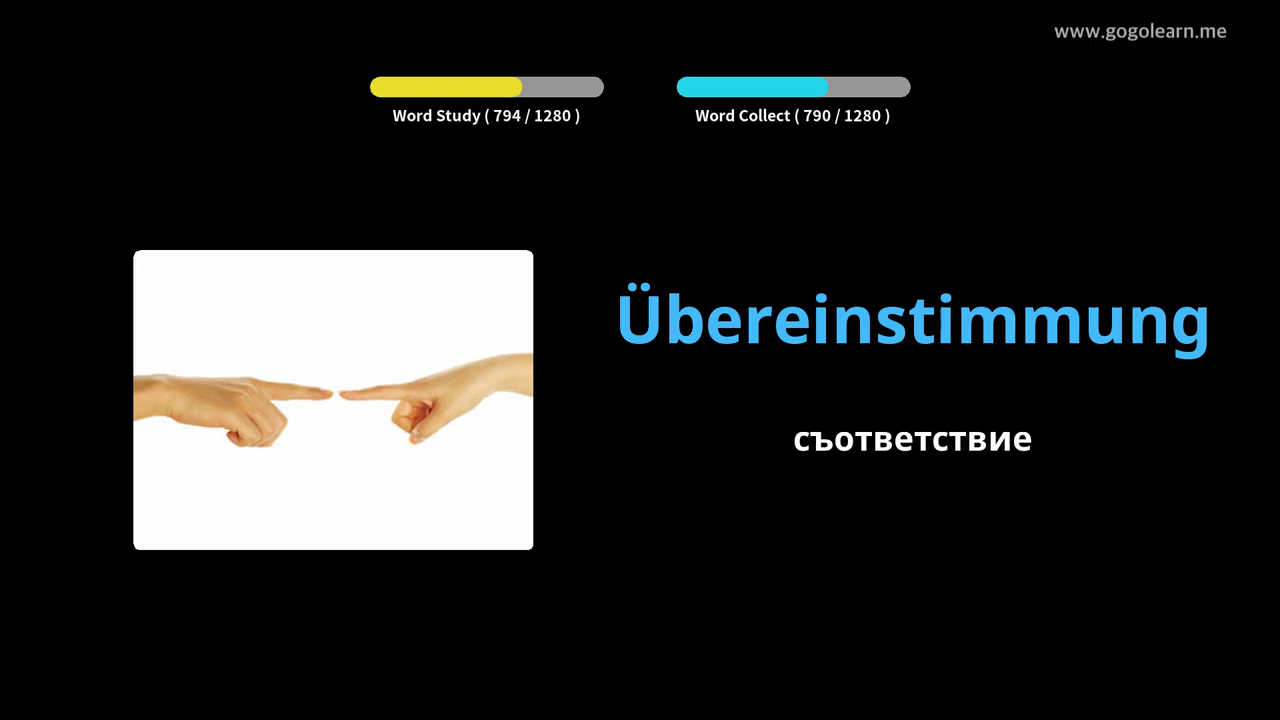 www.gogolearn.me
Word Study ( 794 / 1280 )
Word Collect ( 790 / 1280 )
Übereinstimmung
съответствие